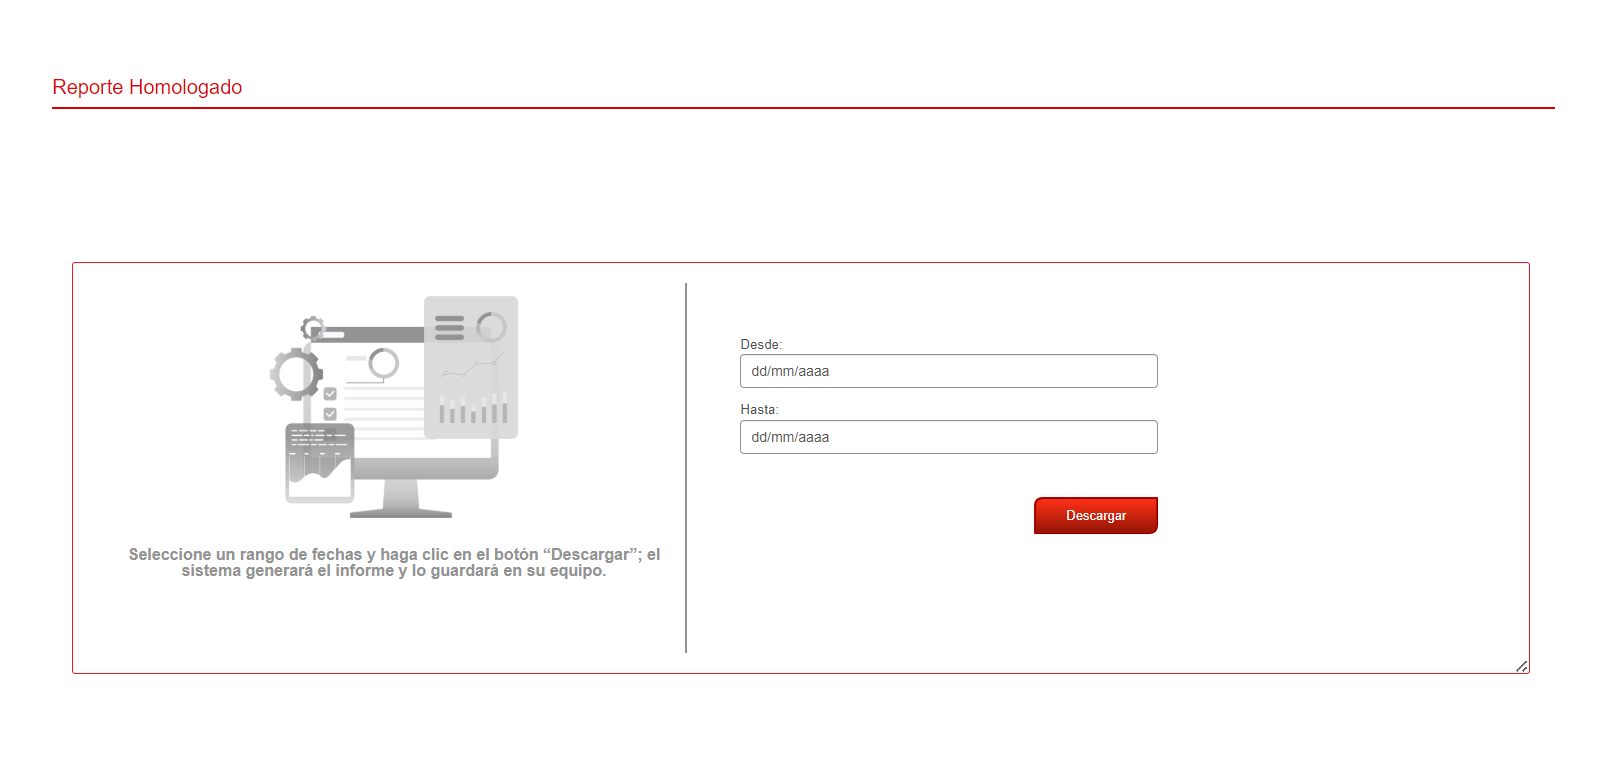 Reporte Homologado
Seleccione un rango de fechas y haga clic en el botón “Descargar”; el
sistema generará el informe y lo guardará en su equipo.
Desde:
dd/mm/aaaa
Hasta:
dd/mm/aaaa
Descargar